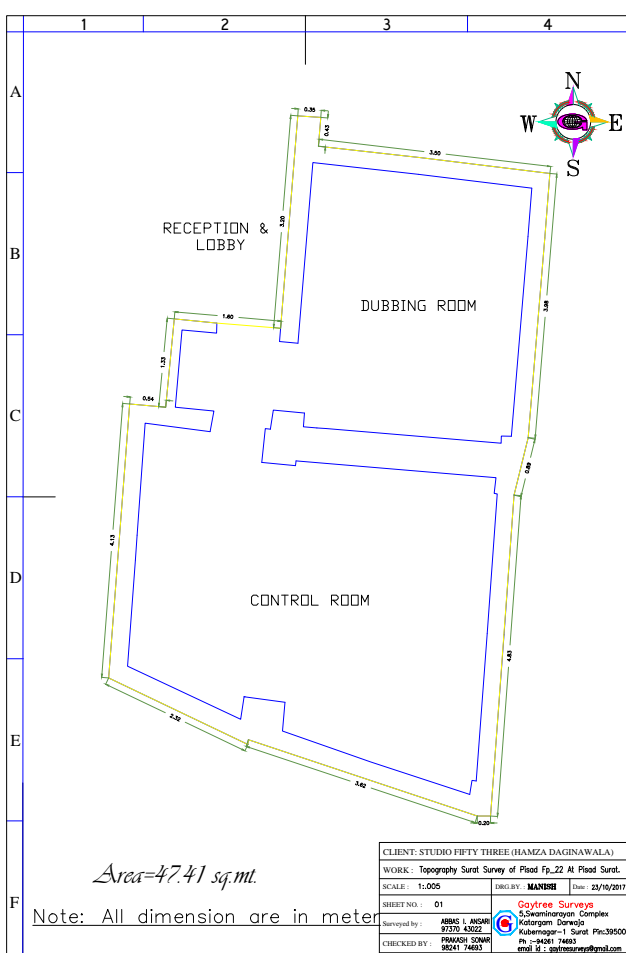 1 2 3 4
A
B
C
D
E
F
N
W E
S
0.35
0.43
3.50
3.20
RECEPTION &
LOBBY
DUBBING ROOM
3.98
1.60
1.33
0.54
0.89
4.13
CONTROL ROOM
4.83
2.32
3.62
0.20
Area=47.41 sq.mt.
Note: All dimension are in meter
CLIENT: STUDIO FIFTY THREE (HAMZA DAGINAWALA)
WORK : Topography Surat Survey of Pisad Fp_22 At Pisad Surat.
SCALE : 1:.005 DRG.BY. : MANISH Date : 23/10/2017
SHEET NO. : 01
Surveyed by : ABBAS I. ANSARI
97370 43022
CHECKED BY : PRAKASH SONAR
98241 74693
Gaytree Surveys
5,Swaminarayan Complex
Katargam Darwaja
Kubernagar-1 Surat Pin:39500
Ph :-94261 74693
email id : gaytreesurveys@gmail.com